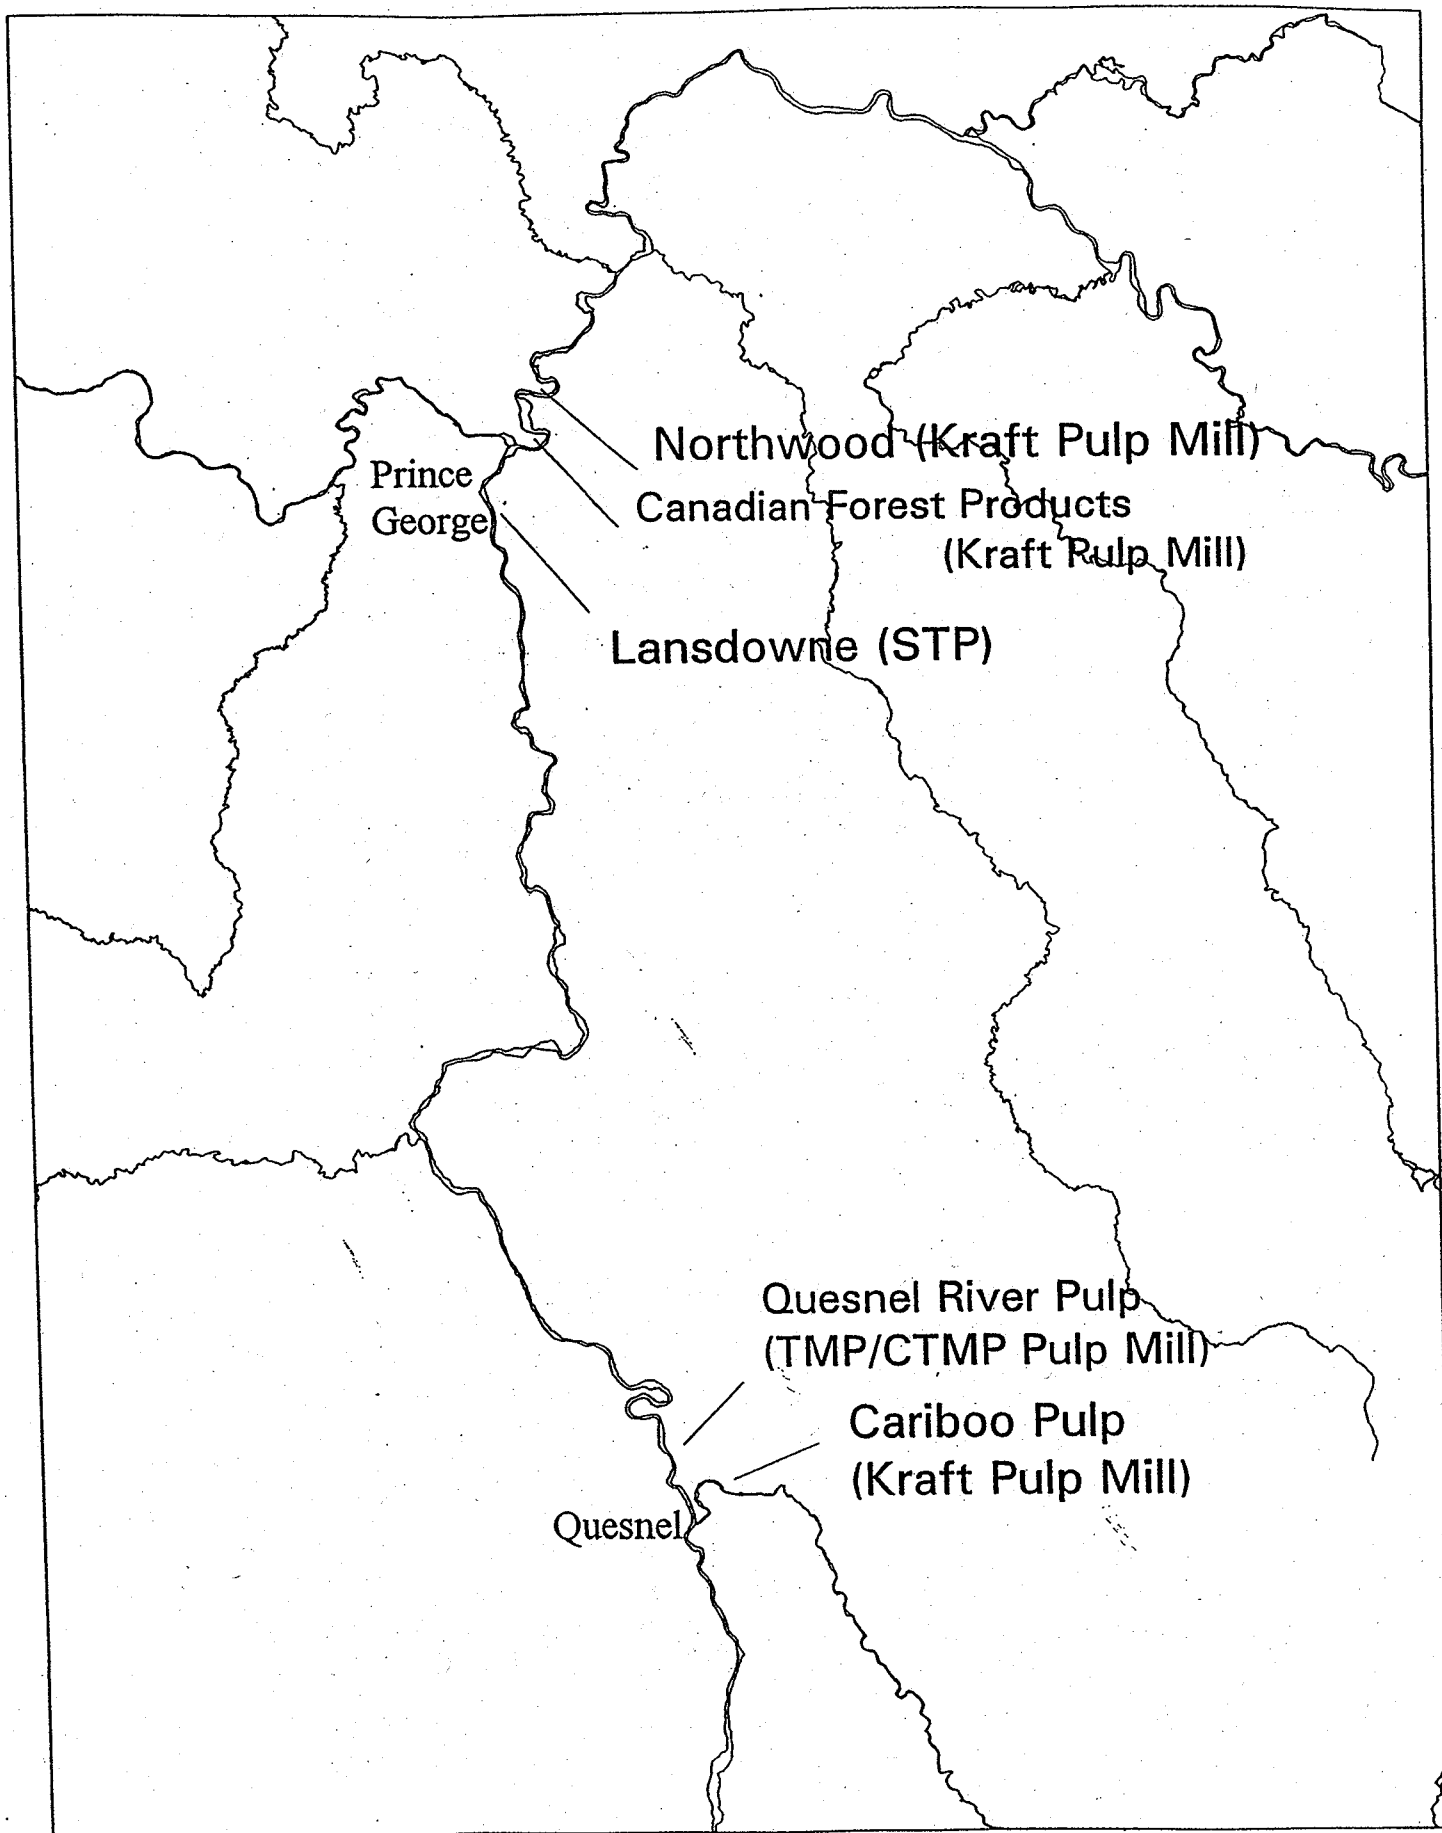 Northwood (Kraft Pulp Mill)
Prince
George
Canadian Forest Products
(Kraft Pulp Mill)
Lansdowne (STP)
Quesnel River Pulp
(TMP/CTMP Pulp Mill)
Cariboo Pulp
(Kraft Pulp Mill)
Quesnel